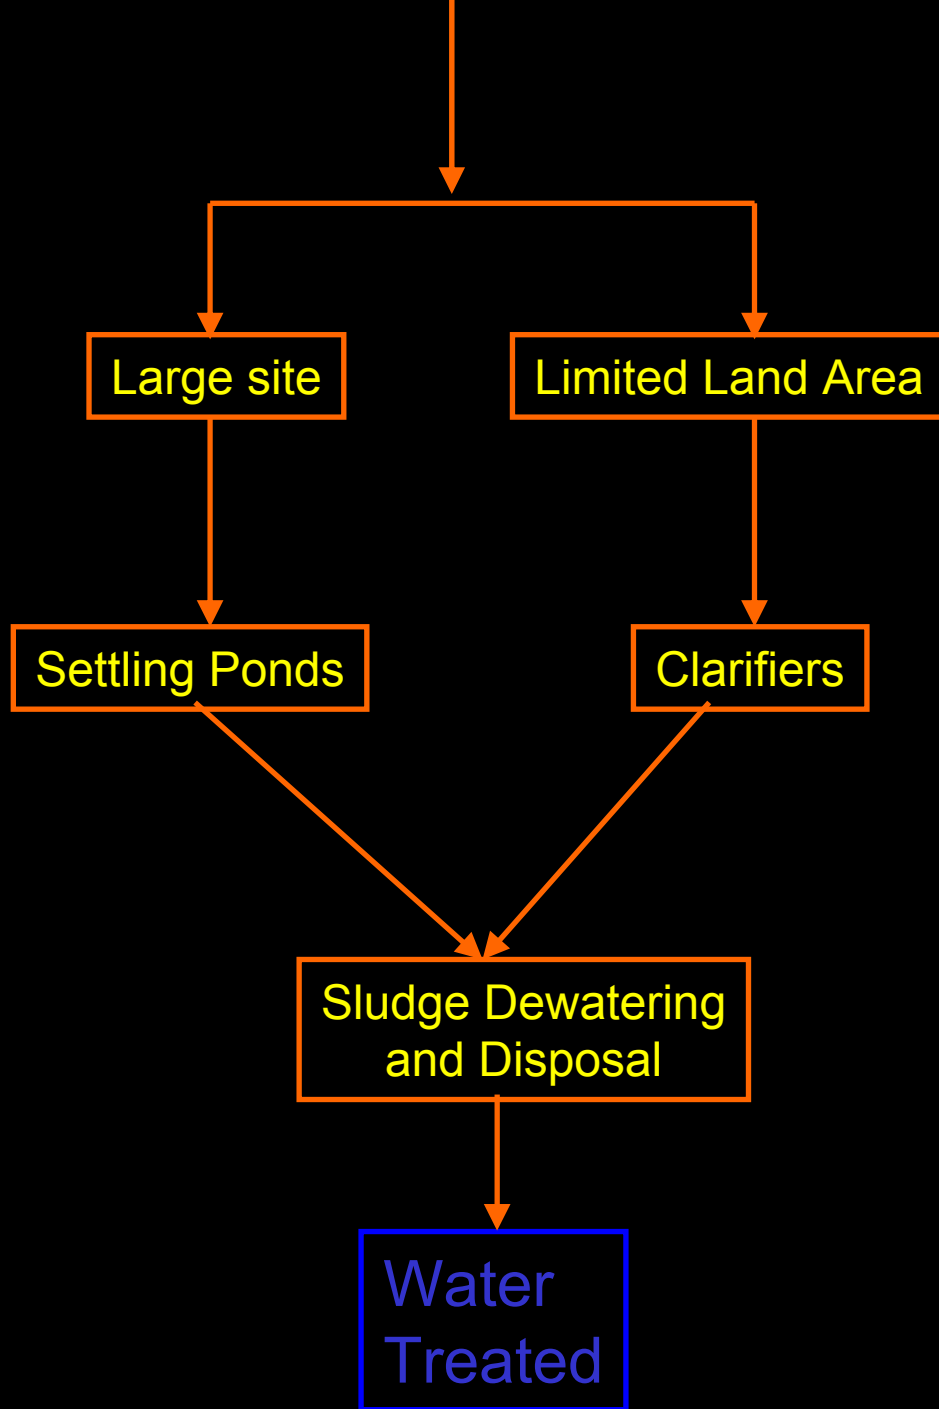 Large site
Limited Land Area
Settling Ponds
Clarifiers
Sludge Dewatering
and Disposal
Water
Treated